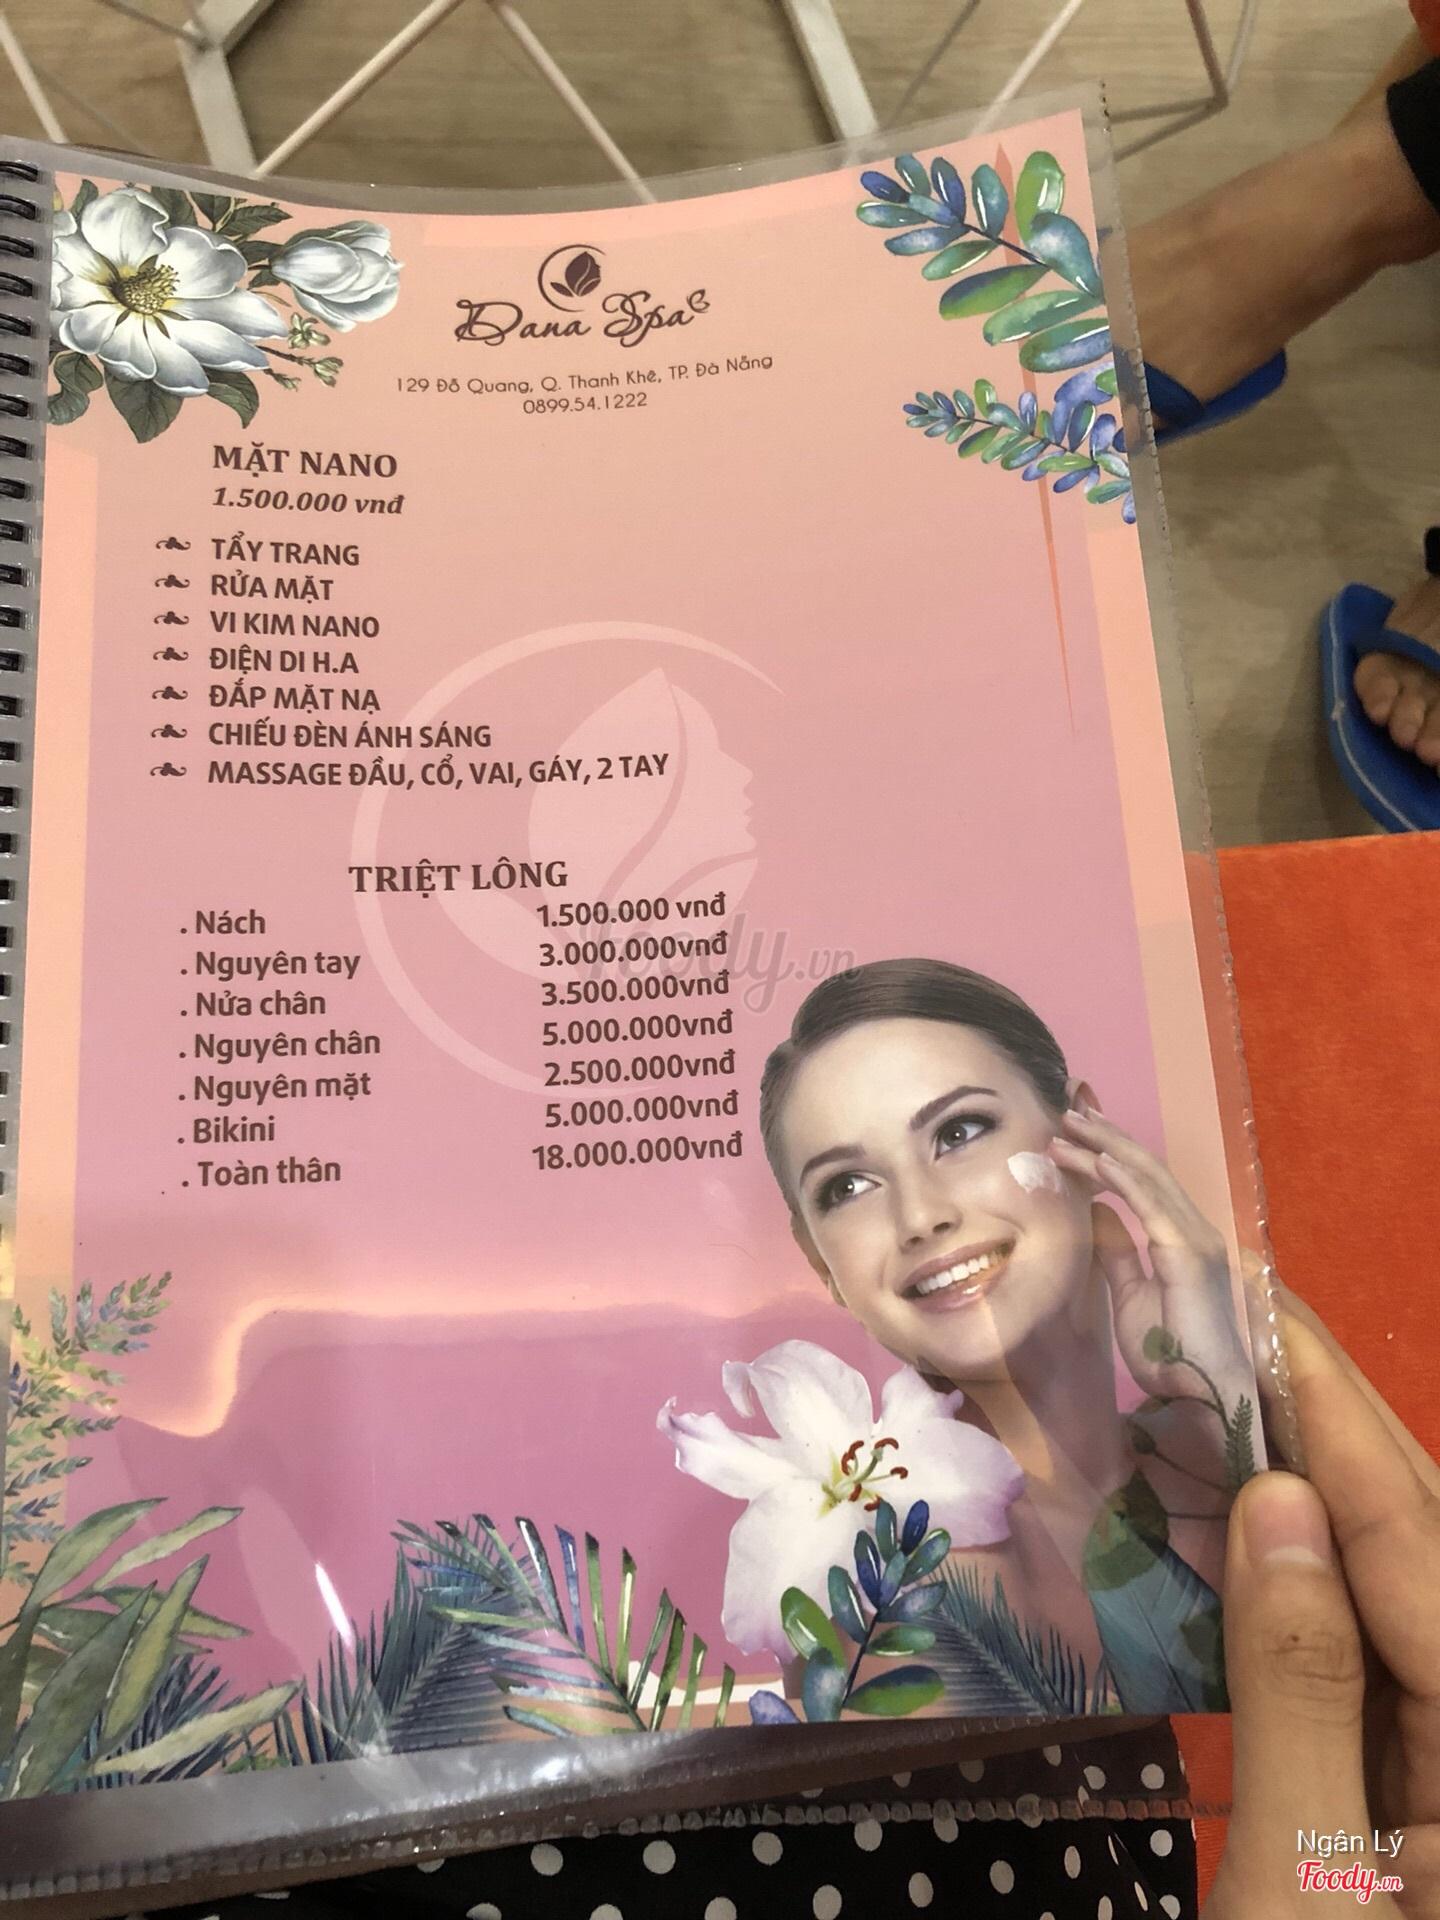 Dana Spa
129 Đỗ Quang, Q. Thanh Khê, TP. Đà Nẵng
0899.54.1222
MẶT NANO
1.500.000 vnđ
TẨY TRANG
RỬA MẶT
VI KIM NANO
ĐIỆN DI H.A
ĐẮP MẶT NẠ
CHIẾU ĐÈN ÁNH SÁNG
MASSAGE ĐẦU, CỔ, VAI, GÁY, 2 TAY
TRIỆT LÔNG
. Nách 1.500.000 vnđ
. Nguyên tay 3.000.000vnđ
. Nửa chân 3.500.000vnđ
. Nguyên chân 5.000.000vnđ
. Nguyên mặt 2.500.000vnđ
. Bikini 5.000.000vnđ
. Toàn thân 18.000.000vnđ
foody.vn
Ngân Lý
Foody.vn